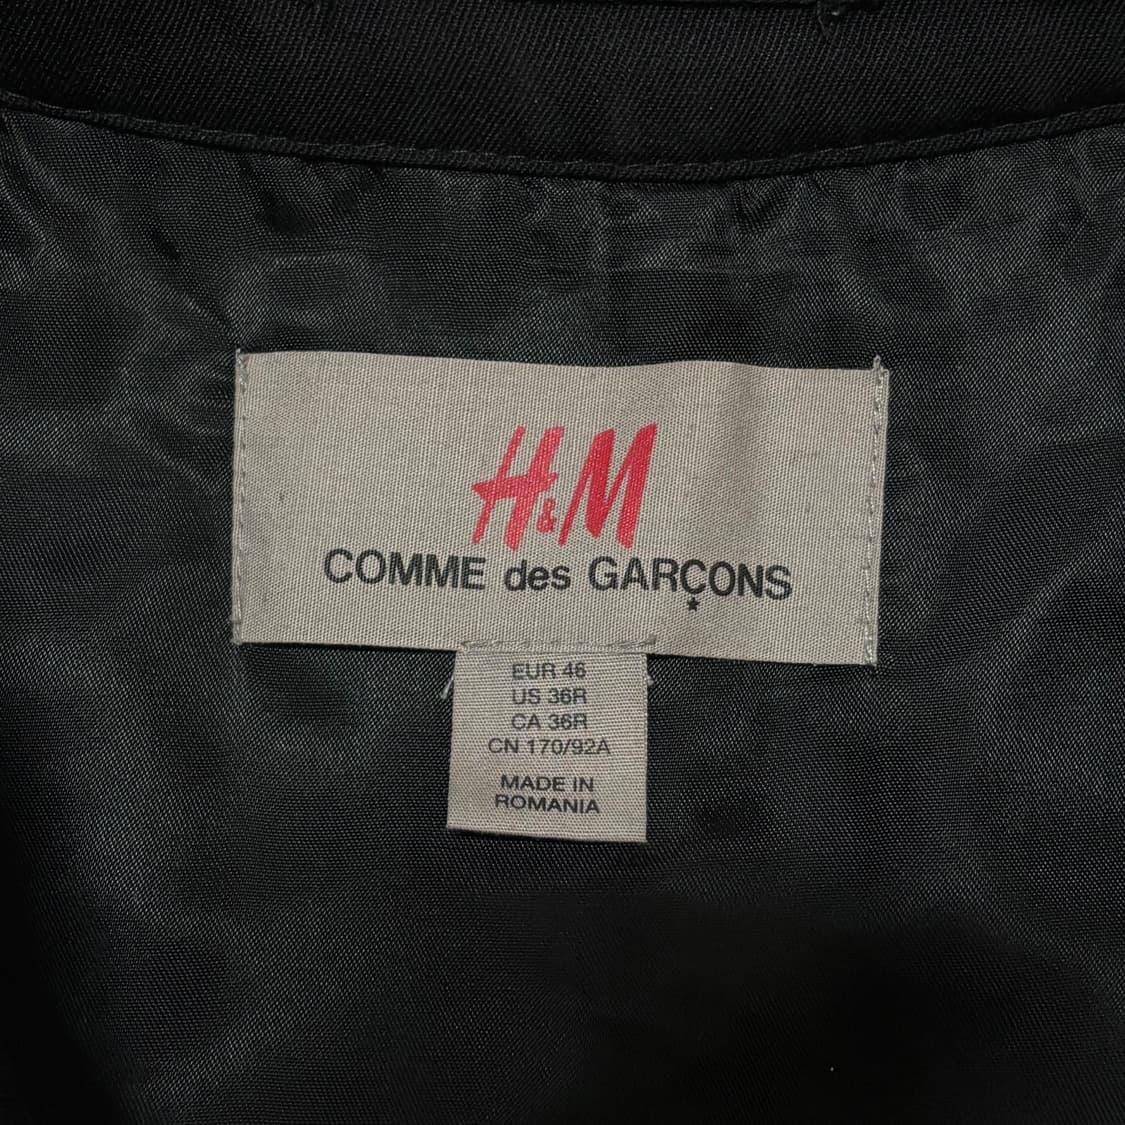 H&M
COMME des GARÇONS
EUR 46
US 36R
CA 36R
CN 170/92A
MADE IN
ROMANIA